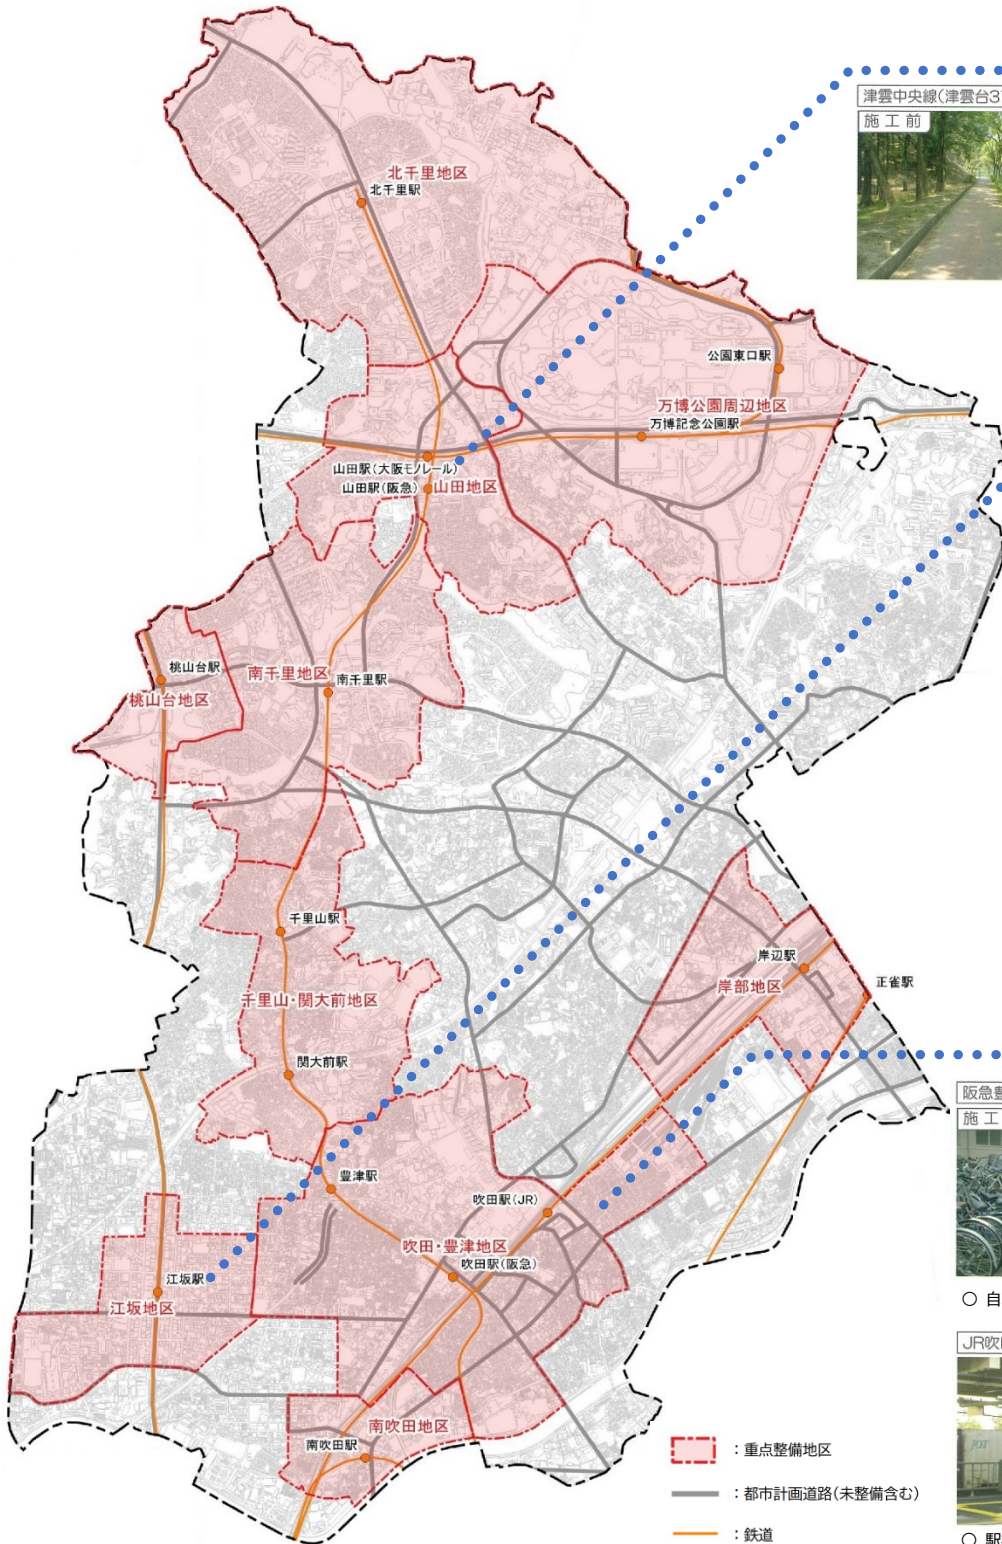 津雲中央線(津雲台3
施工前
北千里地区
北千里駅
公園東口駅
万博公園周辺地区
万博記念公園駅
山田駅(大阪モノレール)
山田駅(阪急)
山田地区
桃山台駅
南千里地区
南千里駅
桃山台地区
千里山駅
岸辺駅
岸部地区
正雀駅
千里山・関大前地区
関大前駅
阪急豊
施工
豊津駅
吹田駅(JR)
吹田・豊津地区
吹田駅(阪急)
江坂駅
江坂地区
○ 自
JR吹
南吹田地区
南吹田駅
JOT
：重点整備地区
：都市計画道路(未整備含む)
：鉄道
○ 駅